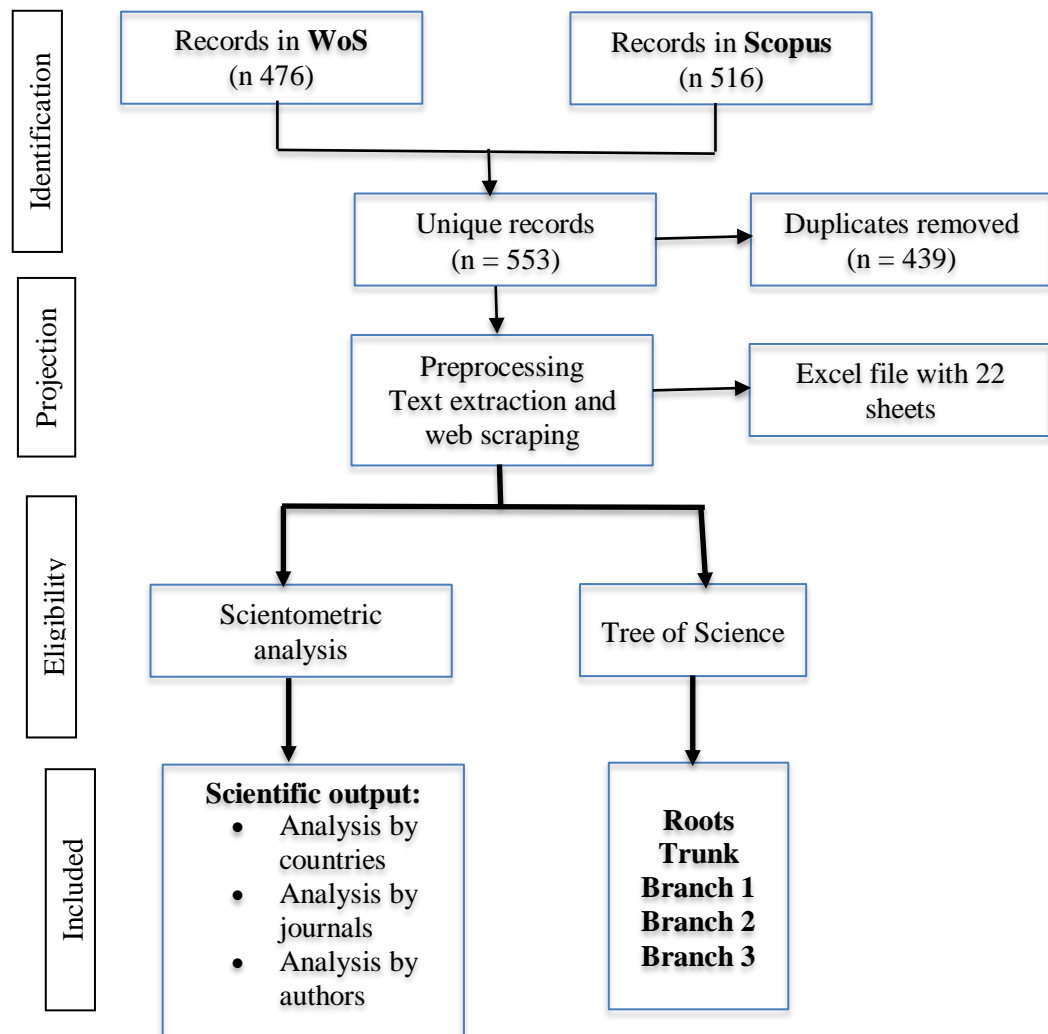 Identification
Records in WoS
(n 476)
Records in Scopus
(n 516)
Unique records
(n = 553)
Duplicates removed
(n = 439)
Projection
Preprocessing
Text extraction and
web scraping
Excel file with 22
sheets
Eligibility
Scientometric
analysis
Tree of Science
Included
Scientific output:
• Analysis by
countries
• Analysis by
journals
• Analysis by
authors
Roots
Trunk
Branch 1
Branch 2
Branch 3